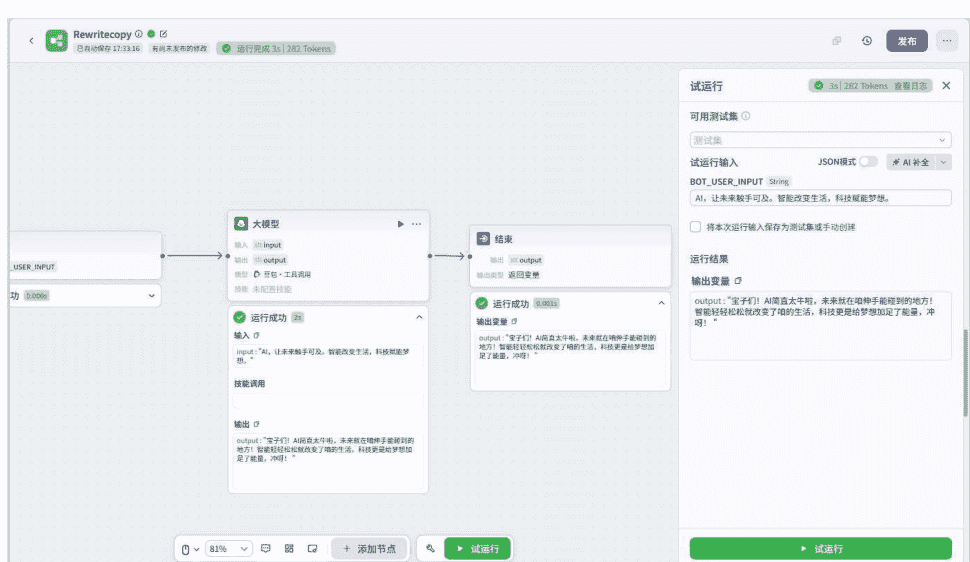 Rewritecopy
已自动保存 17:33:16 有尚未发布的修改 运行完成 3s | 282 Tokens
发布
试运行
3s | 282 Tokens 查看日志
可用测试集
测试集
试运行输入 JSON模式 AI 补全
BOT_USER_INPUT String
AI，让未来触手可及。智能改变生活，科技赋能梦想。
将本次运行输入保存为测试集或手动创建
运行结果
输出变量
output："宝子们！AI简直太牛啦，未来就在咱伸手能碰到的地方！
智能轻轻松松就改变了咱的生活，科技更是给梦想加足了能量，冲
呀！"
试运行
_USER_INPUT
功 0.006s
大模型
输入 str. input
输出 str. output
模型 豆包·工具调用
技能 未配置技能
运行成功 2s
输入
input："AI，让未来触手可及。智能改变生活，科技赋能梦
想。"
技能调用
输出
output："宝子们！AI简直太牛啦，未来就在咱伸手能碰到的
地方！智能轻轻松松就改变了咱的生活，科技更是给梦想加
足了能量，冲呀！"
结束
输出 str. output
输出类型 返回变量
运行成功 0.001s
输出变量
output："宝子们！AI简直太牛啦，未来就在咱伸手能碰到的
地方！智能轻轻松松就改变了咱的生活，科技更是给梦想加
足了能量，冲呀！"
81%
添加节点
试运行